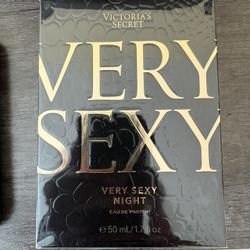 VICTORIA'S
SECRET
VERY
SEXY
VERY SEXY
NIGHT
EAU DE PARFUM
℮ 50 mL/1.7 fl oz